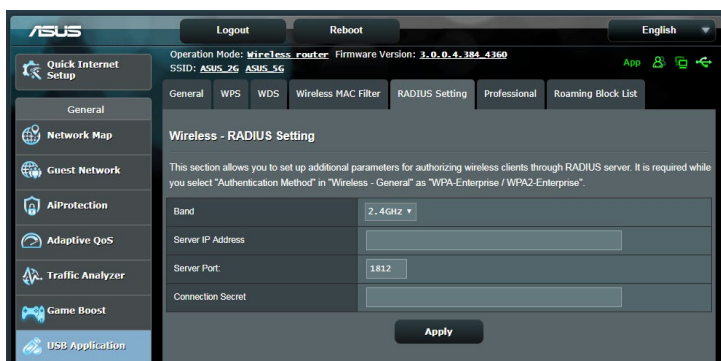 ASUS
Logout
Reboot
English
Quick Internet
Setup
Operation Mode: Wireless router Firmware Version: 3.0.0.4.384_4360
SSID: ASUS_2G ASUS_5G
App
General
WPS
WDS
Wireless MAC Filter
RADIUS Setting
Professional
Roaming Block List
General
Network Map
Guest Network
AiProtection
Adaptive QoS
Traffic Analyzer
Game Boost
USB Application
Wireless - RADIUS Setting
This section allows you to set up additional parameters for authorizing wireless clients through RADIUS server. It is required while
you select "Authentication Method" in "Wireless - General" as "WPA-Enterprise / WPA2-Enterprise".
Band
2.4GHz
Server IP Address
Server Port:
1812
Connection Secret
Apply